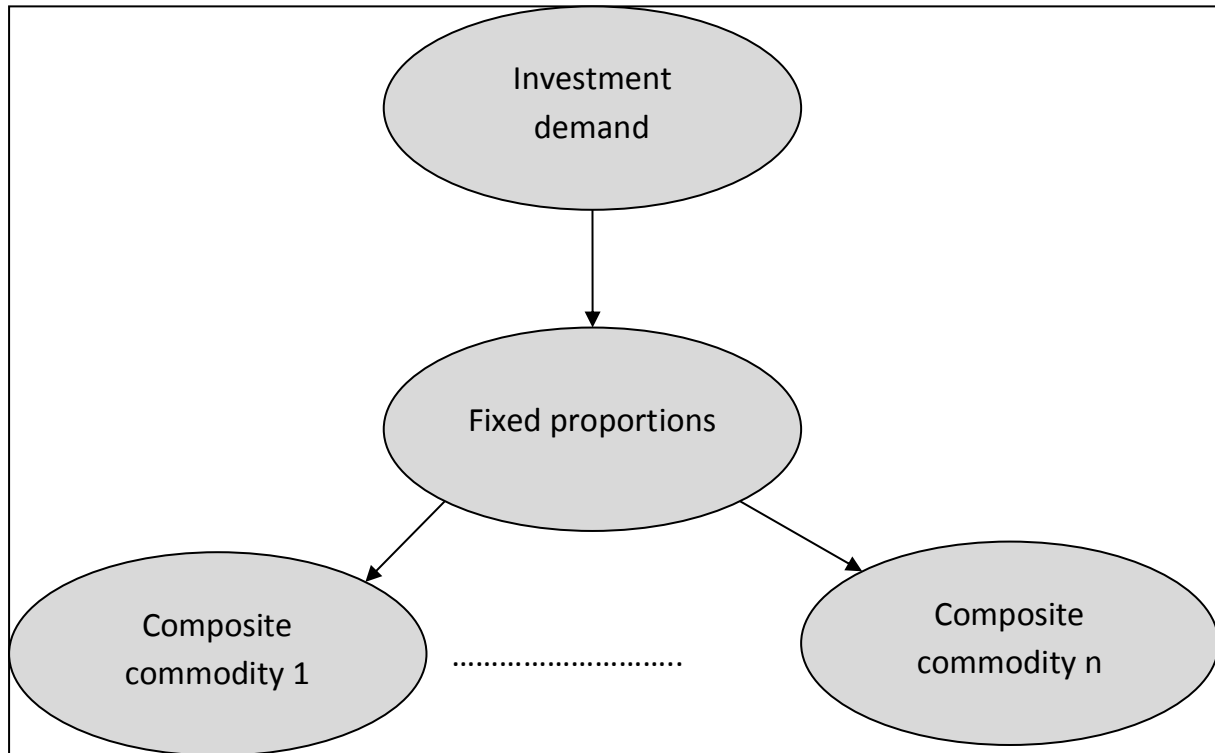 Investment
demand
Fixed proportions
Composite
commodity 1
………………………..
Composite
commodity n